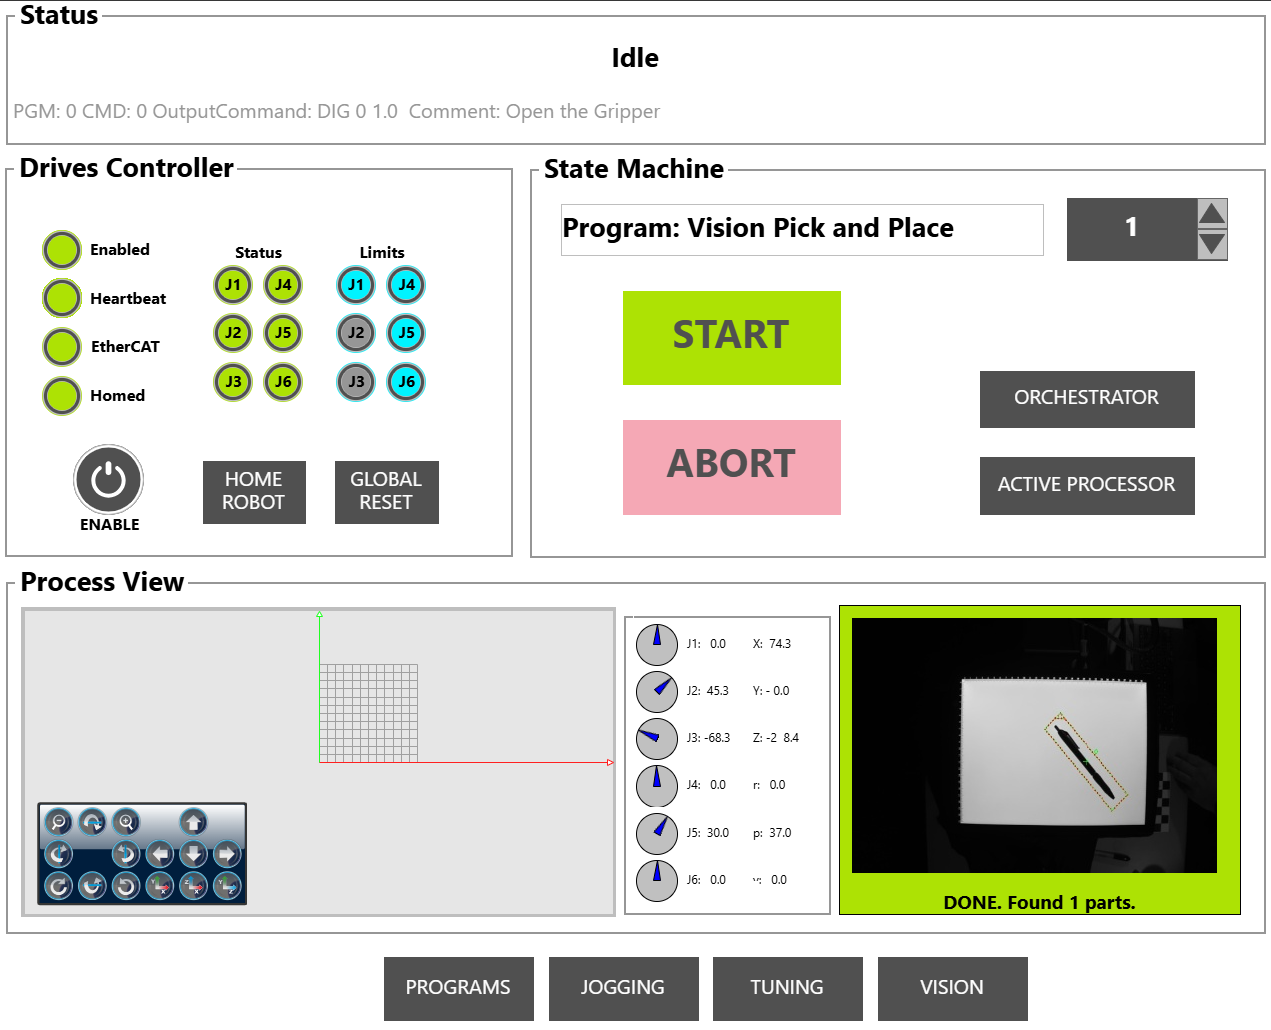 Status
Idle
PGM: 0 CMD: 0 OutputCommand: DIG 0 1.0  Comment: Open the Gripper
Drives Controller
Enabled
Heartbeat
EtherCAT
Homed
Status
J1 J4
J2 J5
J3 J6
Limits
J1 J4
J2 J5
J3 J6
ENABLE
HOME
ROBOT
GLOBAL
RESET
State Machine
Program: Vision Pick and Place
1
START
ABORT
ORCHESTRATOR
ACTIVE PROCESSOR
Process View
J1: 0.0 X: 74.3
J2: 45.3 Y: - 0.0
J3: -68.3 Z: -2 8.4
J4: 0.0 r: 0.0
J5: 30.0 p: 37.0
J6: 0.0 0.0
DONE. Found 1 parts.
PROGRAMS
JOGGING
TUNING
VISION